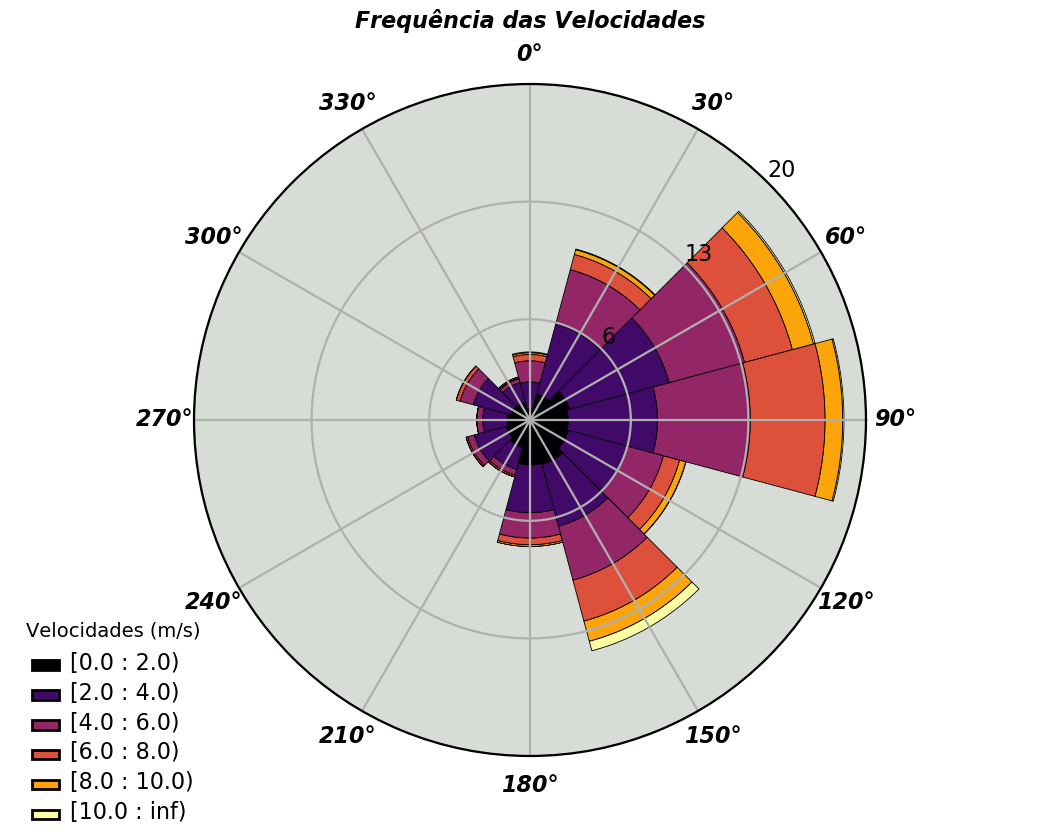 Frequência das Velocidades
0°
330°
30°
20
300°
60°
13
6
270°
90°
240°
120°
Velocidades (m/s)
[0.0 : 2.0)
[2.0 : 4.0)
[4.0 : 6.0)
210°
150°
[6.0 : 8.0)
[8.0 : 10.0)
180°
[10.0 : inf)